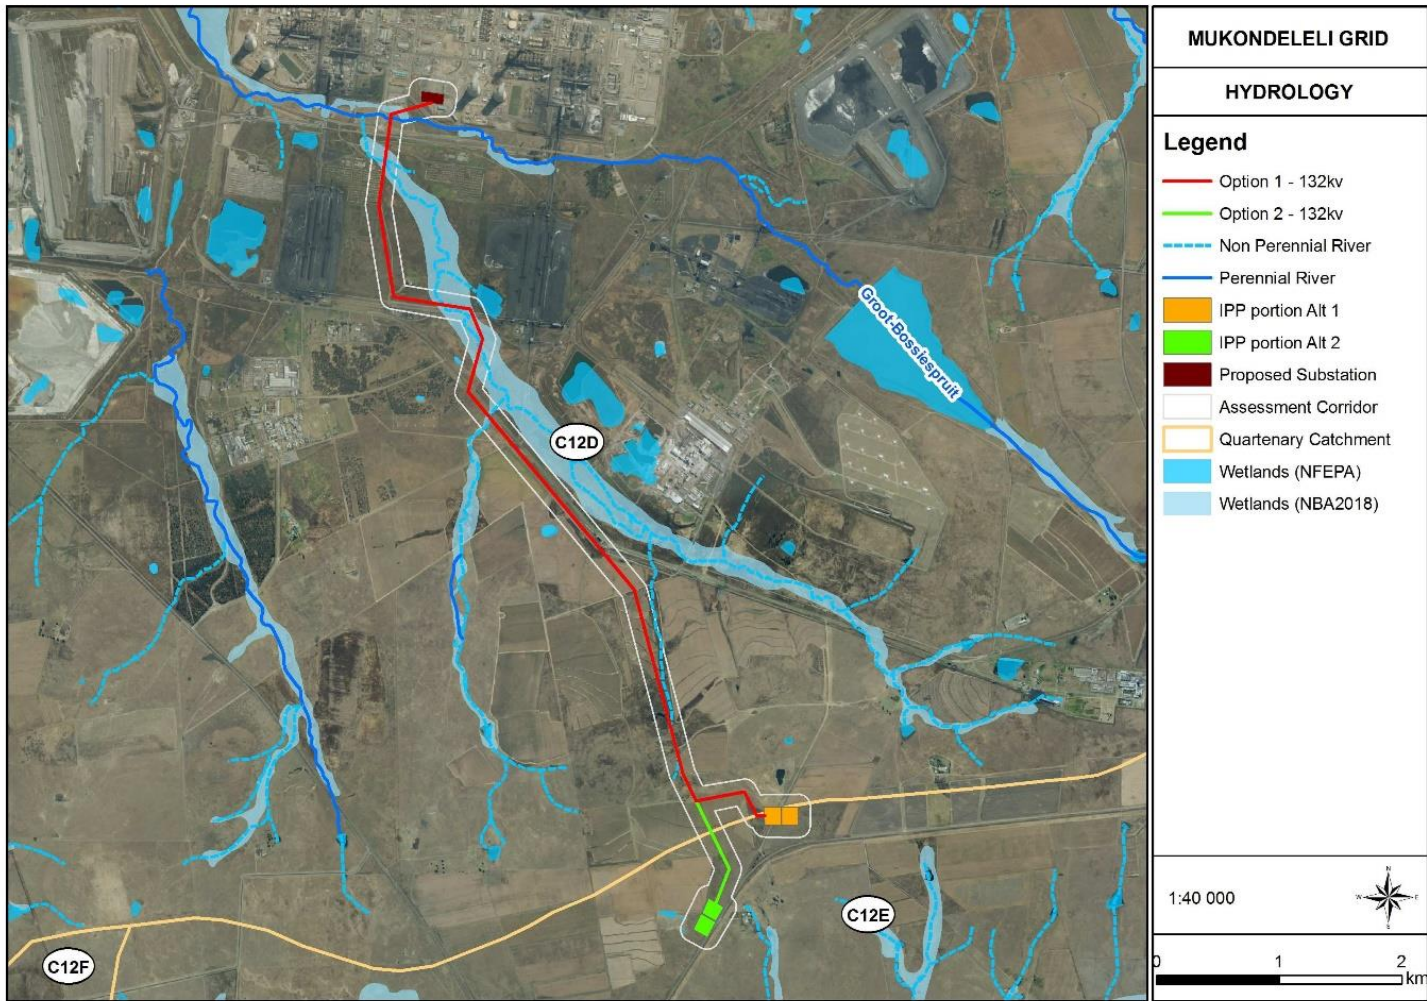 MUKONDELELI GRID
HYDROLOGY
Legend
Option 1 - 132kv
Option 2 - 132kv
Non Perennial River
Perennial River
IPP portion Alt 1
IPP portion Alt 2
Proposed Substation
Assessment Corridor
Quartenary Catchment
Wetlands (NFEPA)
Wetlands (NBA2018)
Groot-Bossiespruit
C12D
C12E
C12F
1:40 000
N
W E
S
0 1 2
km